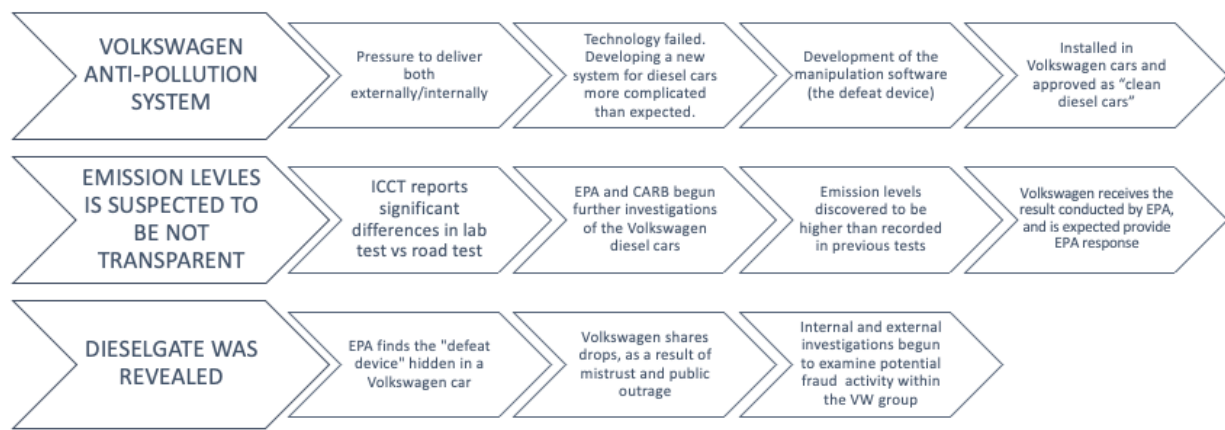 VOLKSWAGEN
ANTI-POLLUTION
SYSTEM
Pressure to deliver
both
externally/internally
Technology failed.
Developing a new
system for diesel cars
more complicated
than expected.
Development of the
manipulation software
(the defeat device)
Installed in
Volkswagen cars and
approved as “clean
diesel cars”
EMISSION LEVLES
IS SUSPECTED TO
BE NOT
TRANSPARENT
ICCT reports
significant
differences in lab
test vs road test
EPA and CARB begun
further investigations
of the Volkswagen
diesel cars
Emission levels
discovered to be
higher than recorded
in previous tests
Volkswagen receives the
result conducted by EPA,
and is expected provide
EPA response
DIESELGATE WAS
REVEALED
EPA finds the "defeat
device" hidden in a
Volkswagen car
Volkswagen shares
drops, as a result of
mistrust and public
outrage
Internal and external
investigations begun
to examine potential
fraud activity within
the VW group